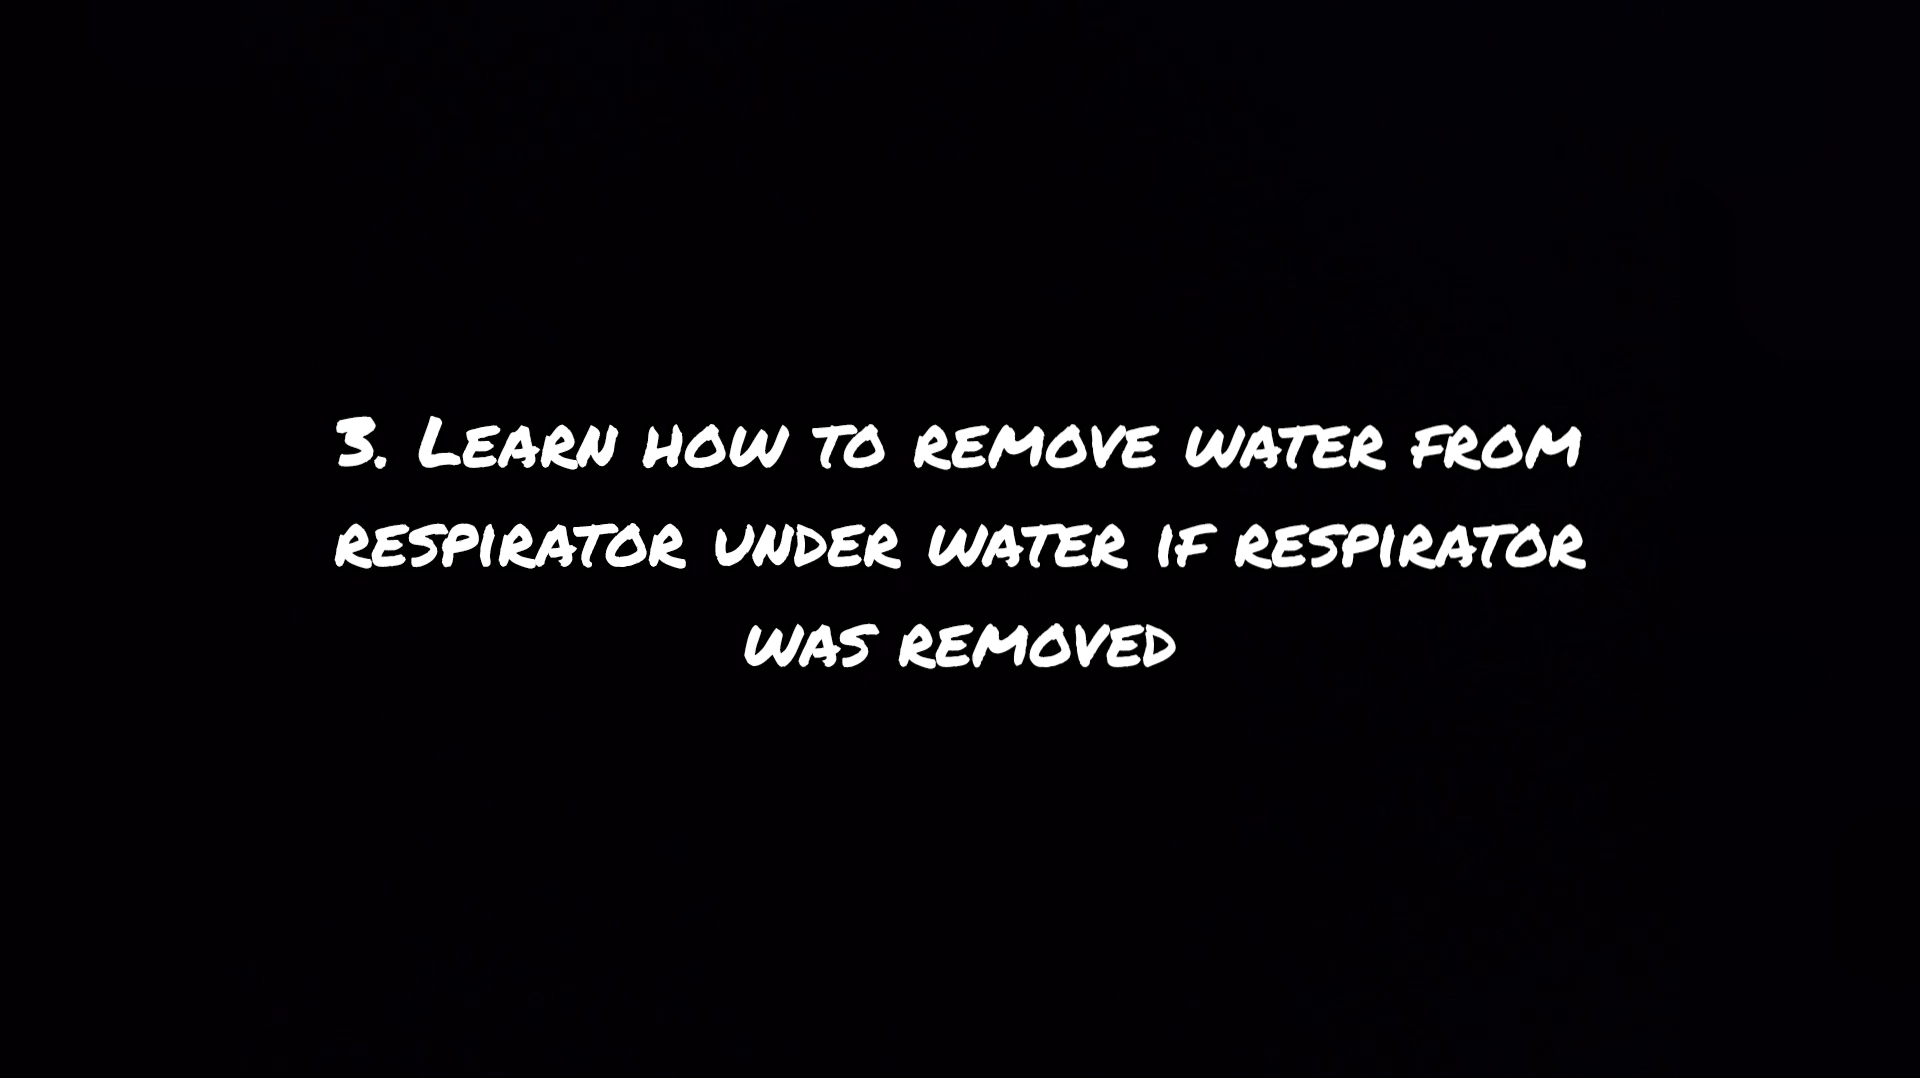 3. Learn how to remove water from
respirator under water if respirator
was removed